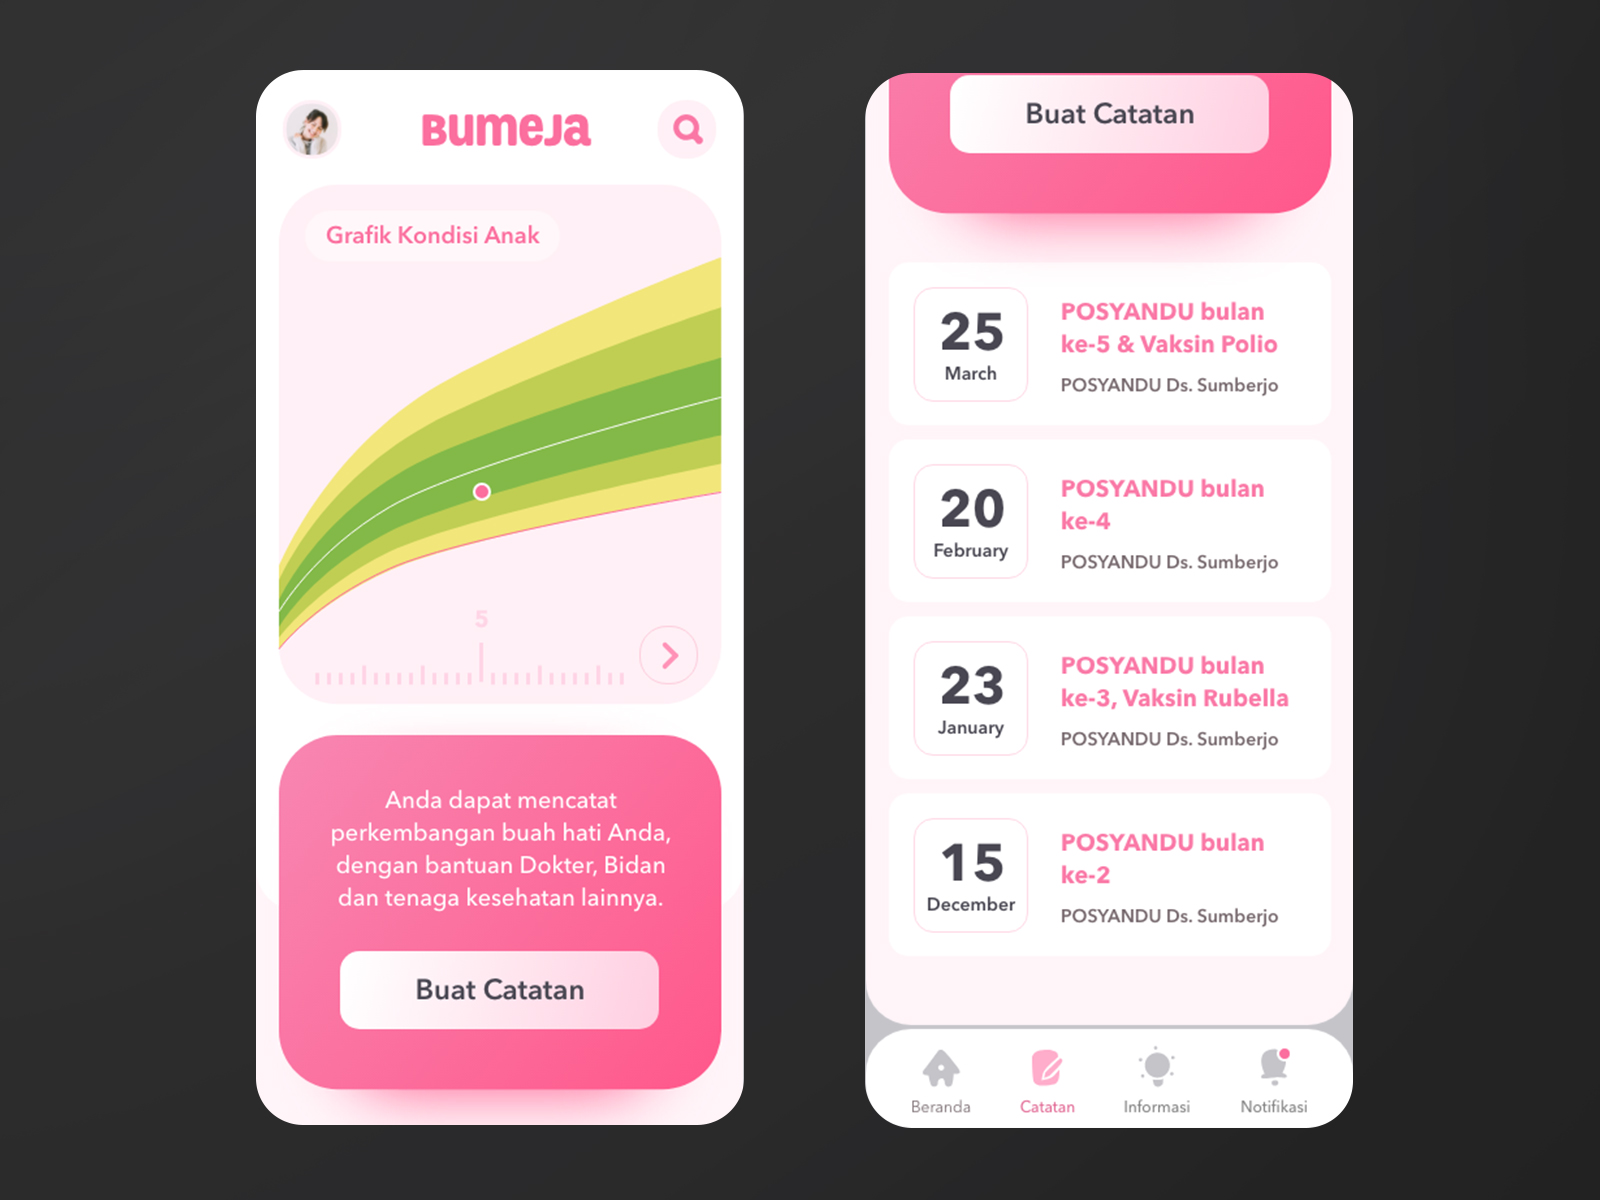 Bumeja
Grafik Kondisi Anak
5
Anda dapat mencatat
perkembangan buah hati Anda,
dengan bantuan Dokter, Bidan
dan tenaga kesehatan lainnya.
Buat Catatan
Buat Catatan
25
March
POSYANDU bulan
ke-5 & Vaksin Polio
POSYANDU Ds. Sumberjo
20
February
POSYANDU bulan
ke-4
POSYANDU Ds. Sumberjo
23
January
POSYANDU bulan
ke-3, Vaksin Rubella
POSYANDU Ds. Sumberjo
15
December
POSYANDU bulan
ke-2
POSYANDU Ds. Sumberjo
Beranda
Catatan
Informasi
Notifikasi